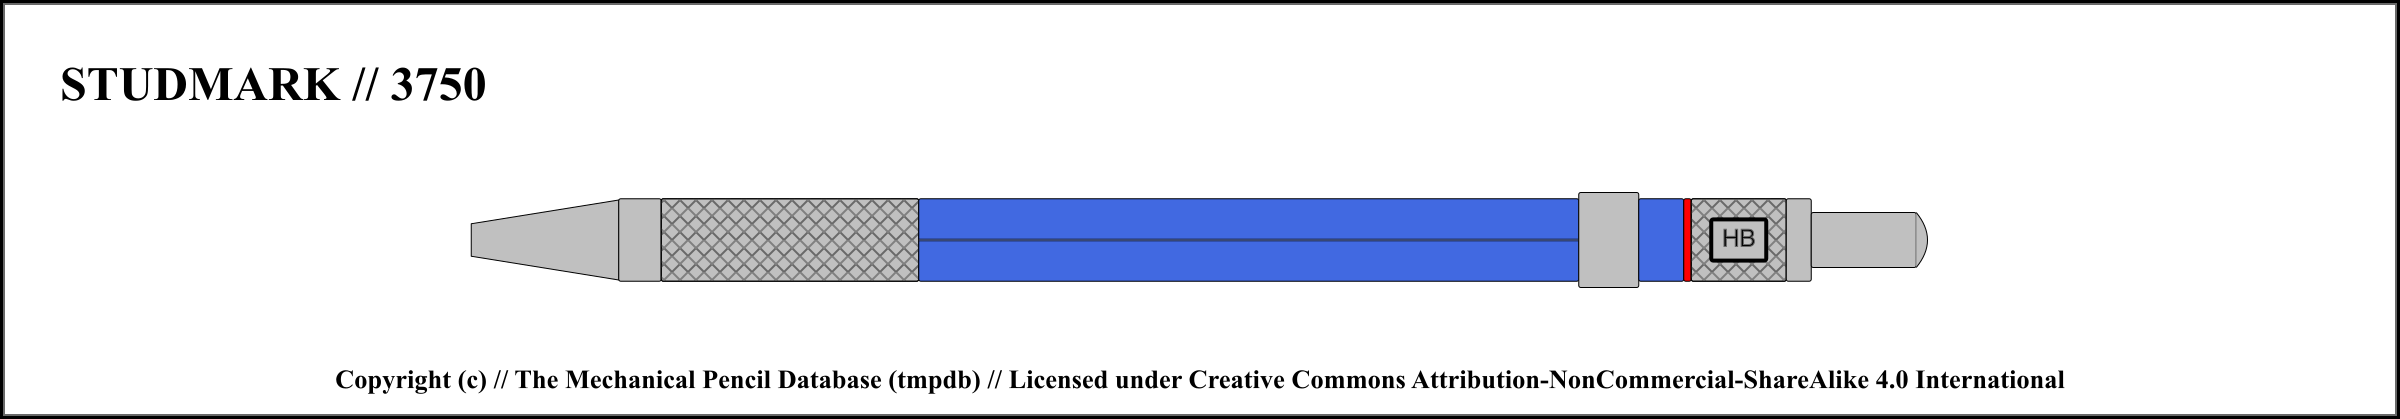 STUDMARK // 3750
HB
Copyright (c) // The Mechanical Pencil Database (tmpdb) // Licensed under Creative Commons Attribution-NonCommercial-ShareAlike 4.0 International